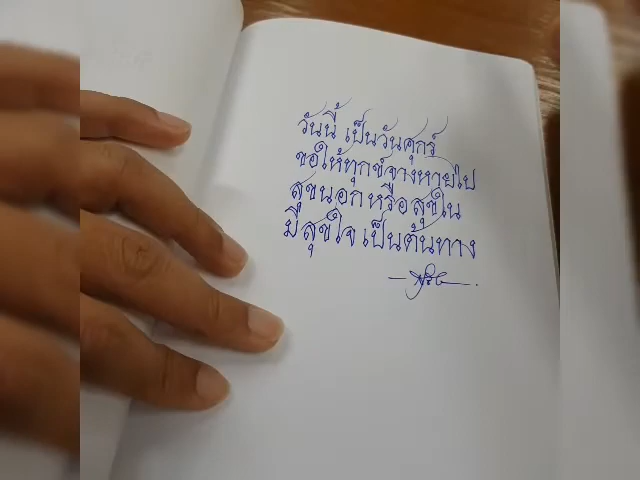 วันนี้ เป็นวันศุกร์
ขอให้ทุกข์จางหายไป
สุขนอก หรือสุขใน
มีสุขใจ เป็นต้นทาง